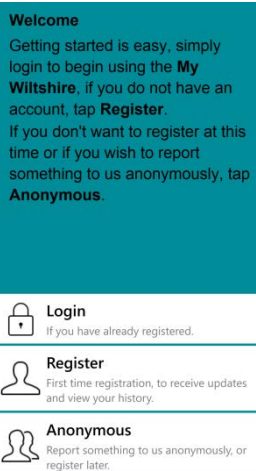 Welcome
Getting started is easy, simply
login to begin using the My
Wiltshire, if you do not have an
account, tap Register.
If you don't want to register at this
time or if you wish to report
something to us anonymously, tap
Anonymous.
Login
If you have already registered.
Register
First time registration, to receive updates
and view your history.
Anonymous
Report something to us anonymously, or
register later.